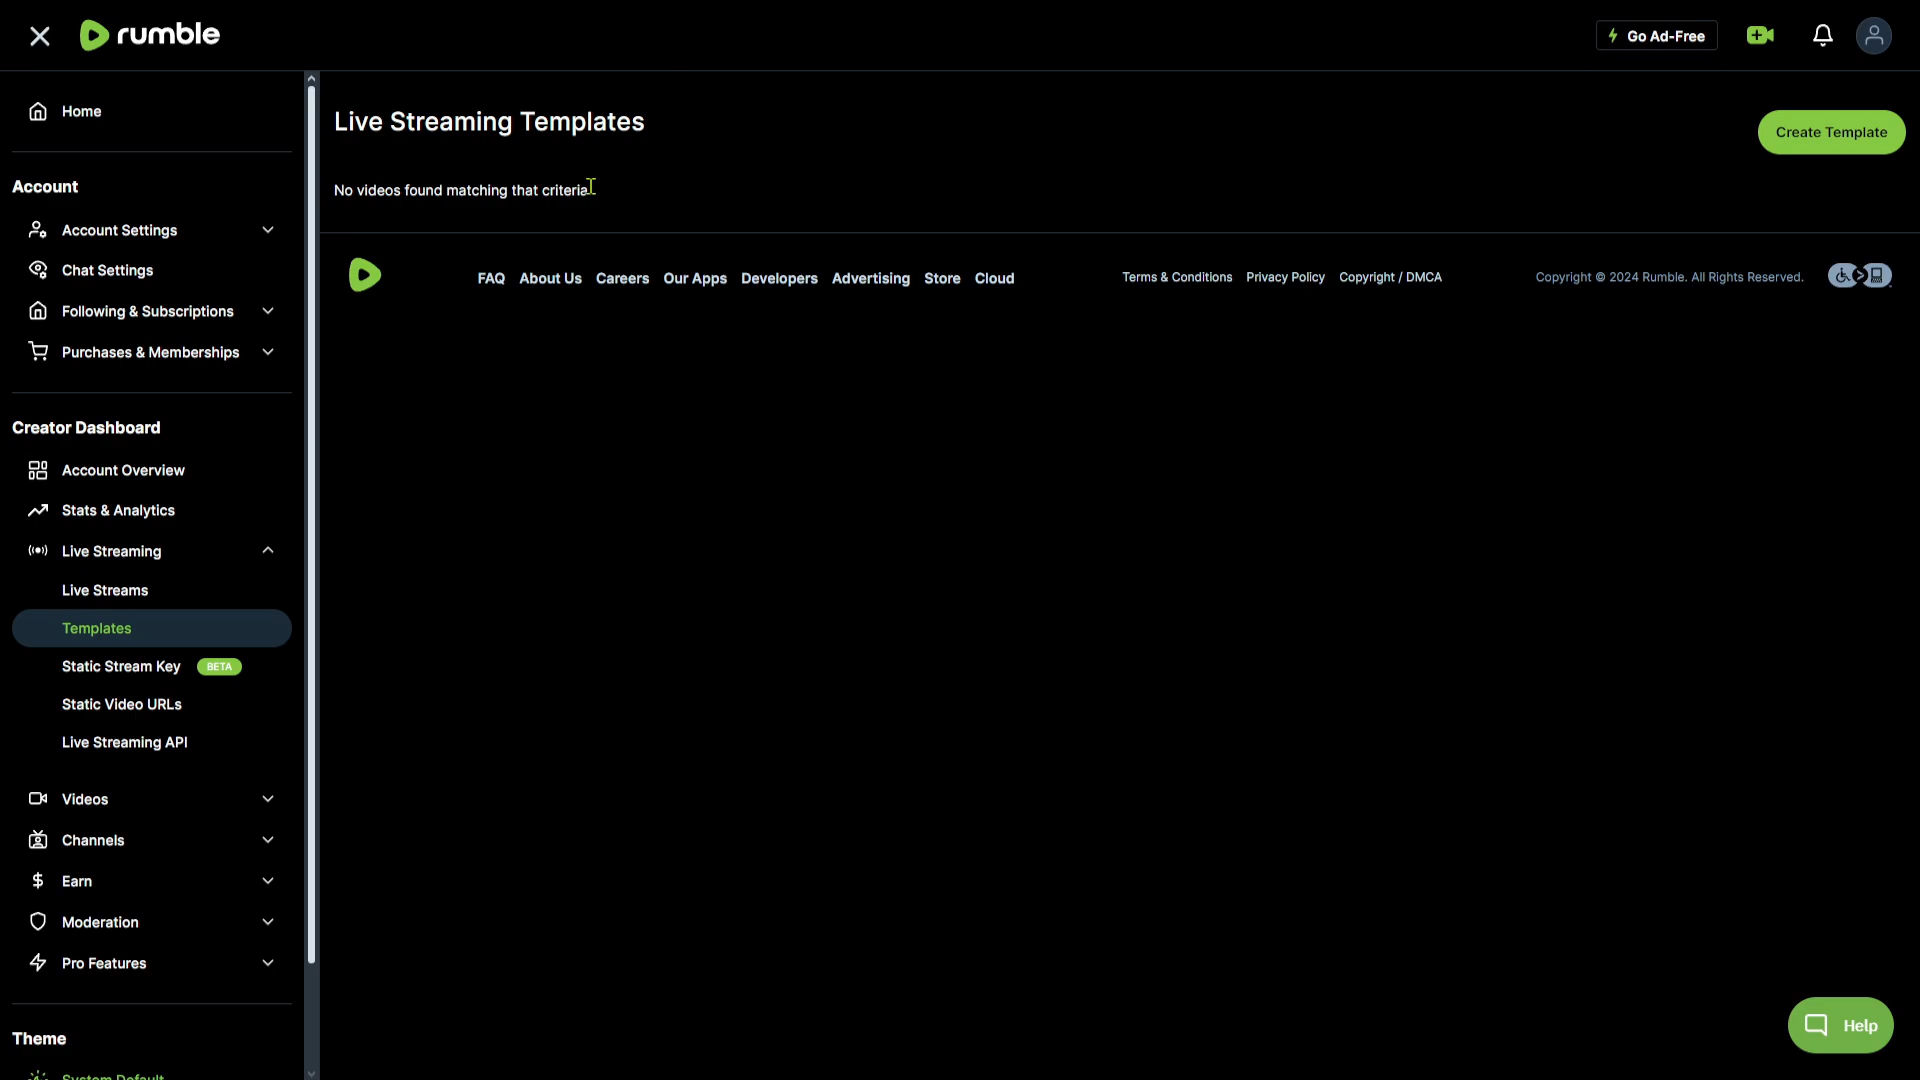 rumble
Go Ad-Free
Home
Account
Account Settings
Chat Settings
Following & Subscriptions
Purchases & Memberships
Creator Dashboard
Account Overview
Stats & Analytics
Live Streaming
Live Streams
Templates
Static Stream Key BETA
Static Video URLs
Live Streaming API
Videos
Channels
Earn
Moderation
Pro Features
Theme
System Default
Live Streaming Templates
Create Template
No videos found matching that criteria
FAQ About Us Careers Our Apps Developers Advertising Store Cloud
Terms & Conditions Privacy Policy Copyright / DMCA
Copyright © 2024 Rumble. All Rights Reserved.
Help